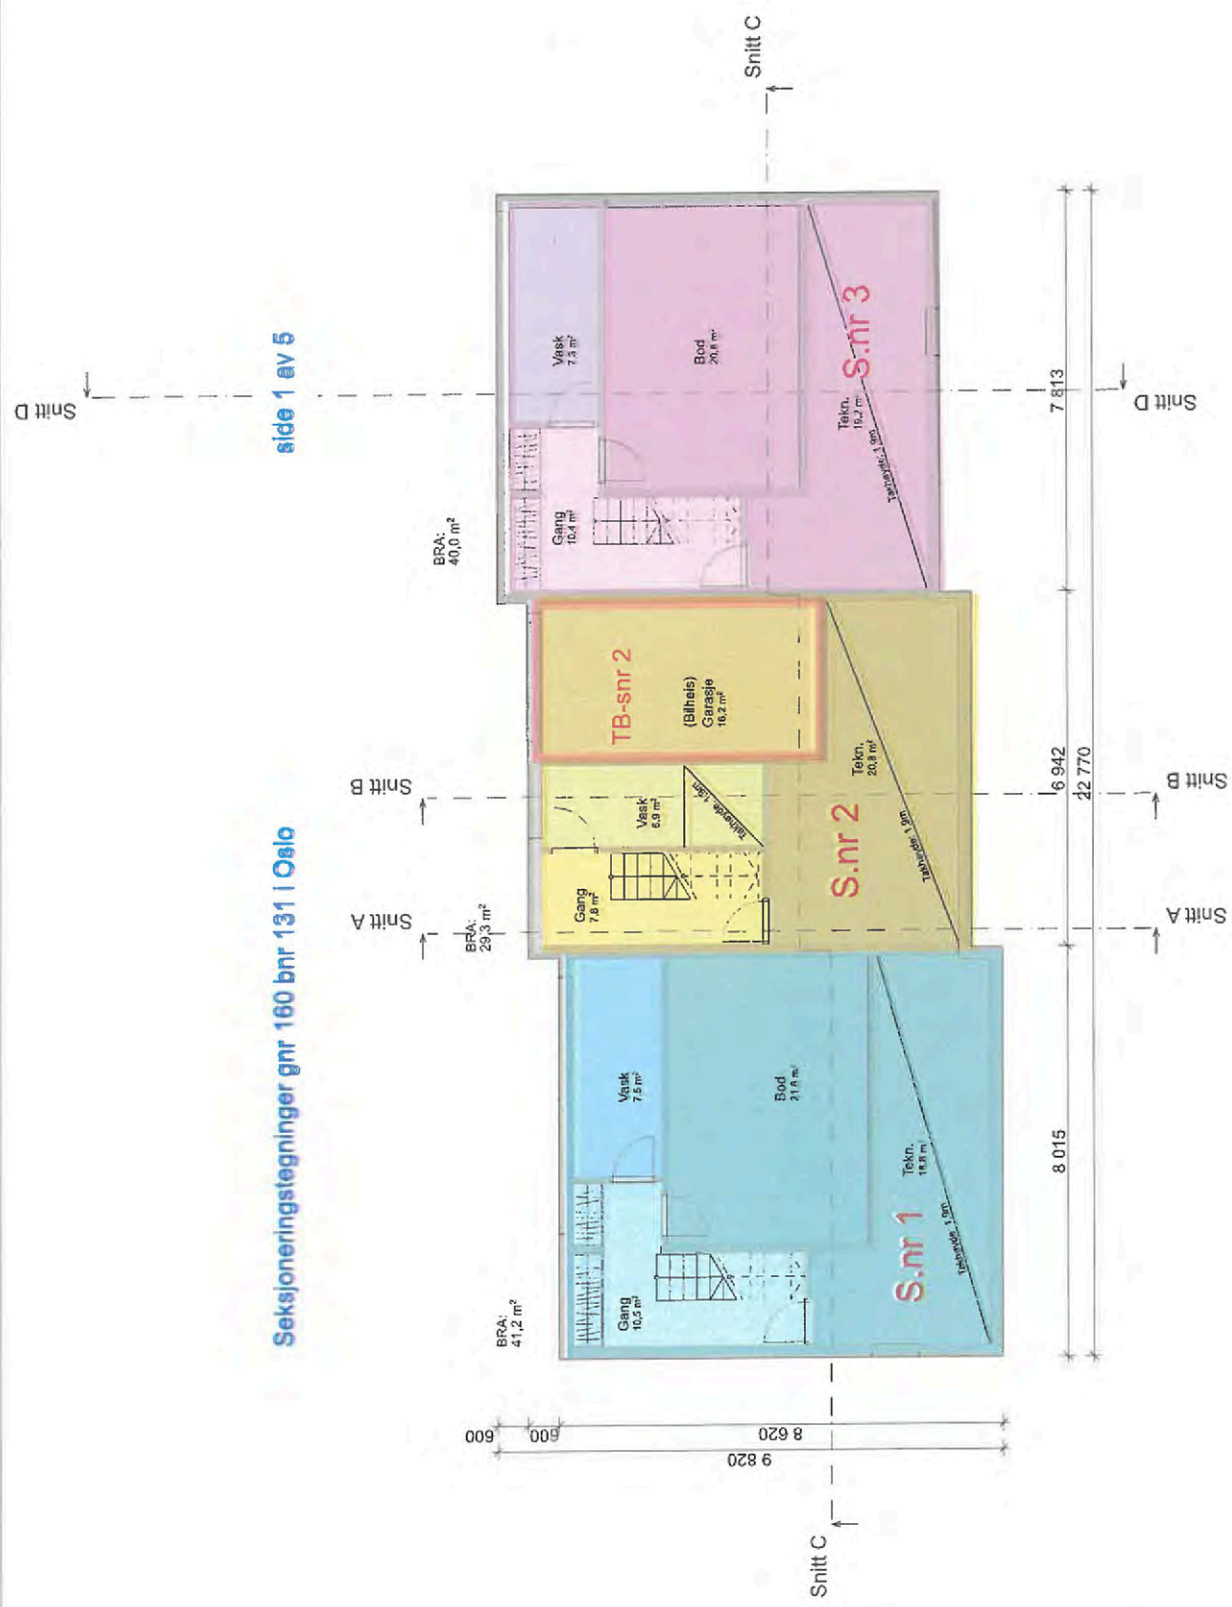 Seksjoneringstegninger gnr 160 bnr 131 i Oslo
side 1 av 5
Snitt A
Snitt B
Snitt D
BRA:
41,2 m²
BRA:
29,3 m²
BRA:
40,0 m²
Snitt C
Snitt C
600
600
8 620
9 820
Gang
10,5 m²
Vask
7.5 m²
Bod
Tekn.
Takhøyde: 1,9m
S.nr 1
Gang
7,8 m²
Vask
6,9 m²
TB-snr 2
(Bilheis)
Garasje
16,2 m²
Tekn.
20,8 m²
Takhøyde: 1,9m
S.nr 2
Gang
10,4 m²
Vask
Bod
20,8 m²
Tekn.
19,2 m²
Takhøyde: 1,9m
S.nr 3
8 015
6 942
7 813
22 770
Snitt A
Snitt B
Snitt D